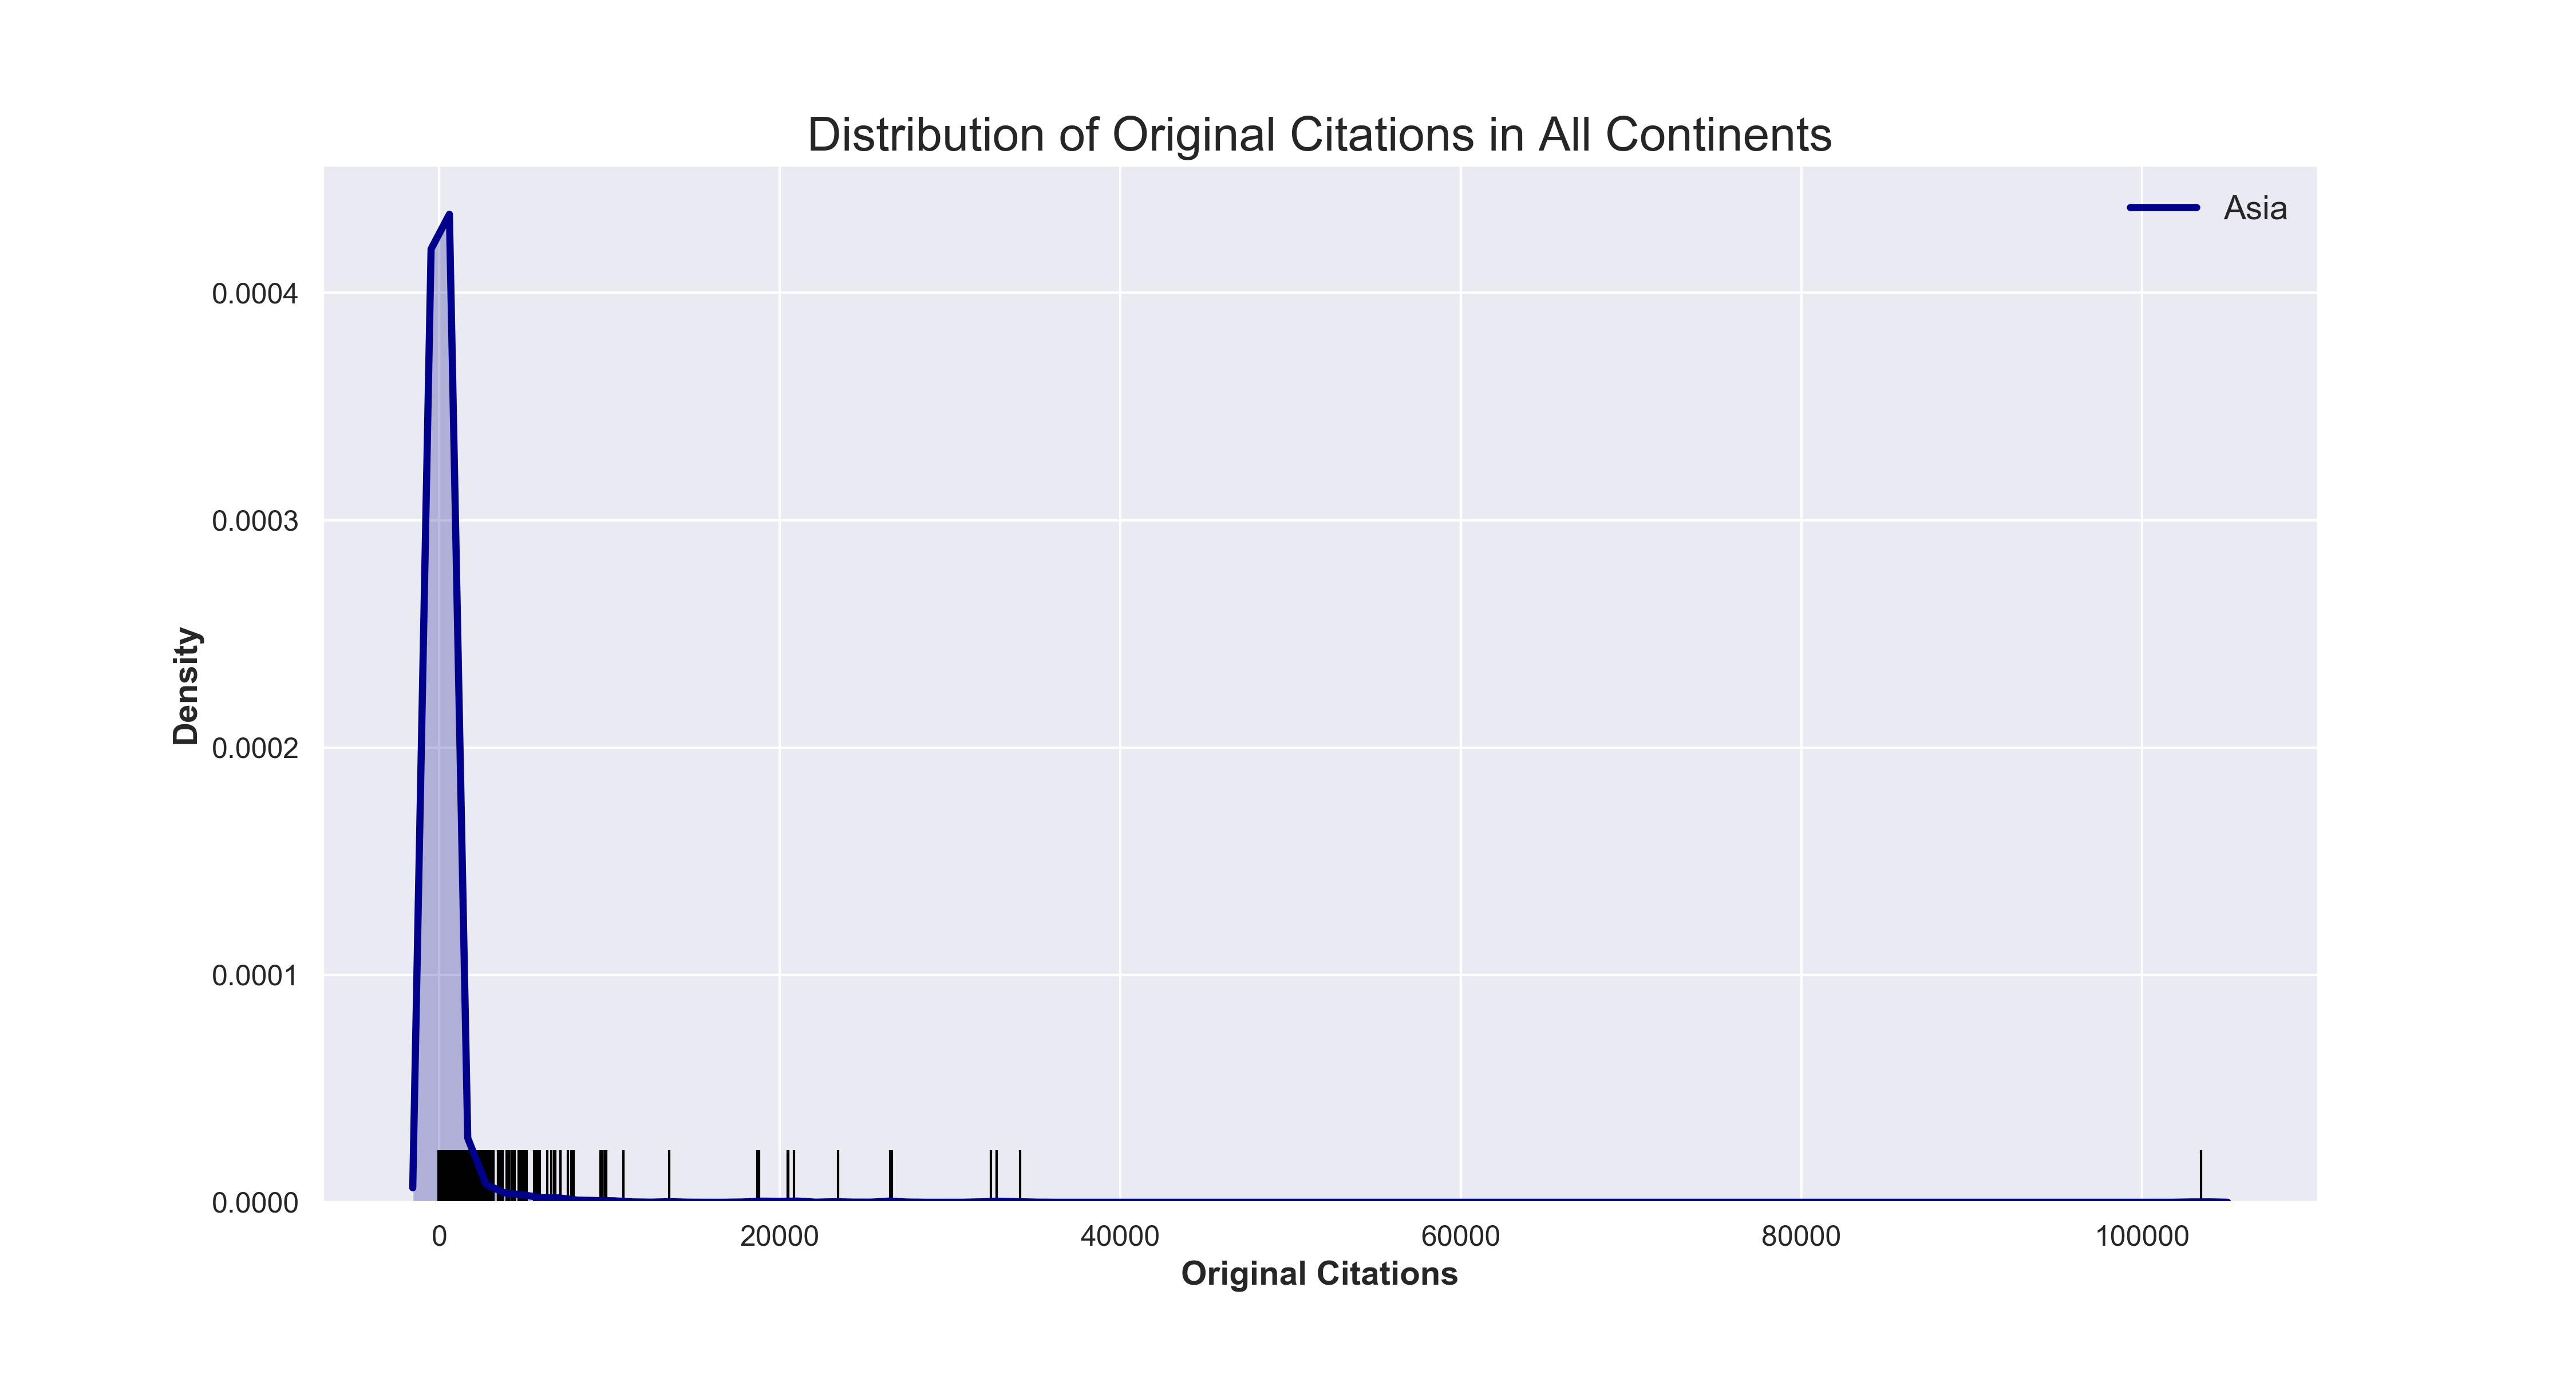 Distribution of Original Citations in All Continents
Asia
0.0004
0.0003
0.0002
0.0001
0.0000
Density
0 20000 40000 60000 80000 100000
Original Citations